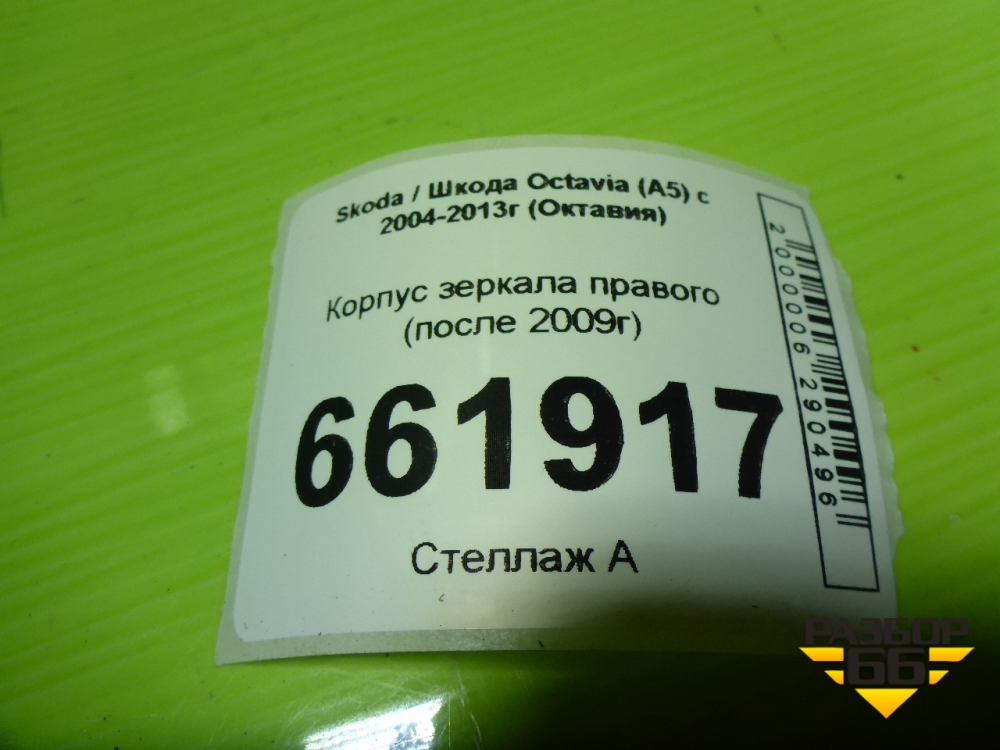 Skoda / Шкода Octavia (A5) с
2004-2013г (Октавия)
Корпус зеркала правого
(после 2009г)
661917
Стеллаж А
2000006290496
РАЗБОР
66